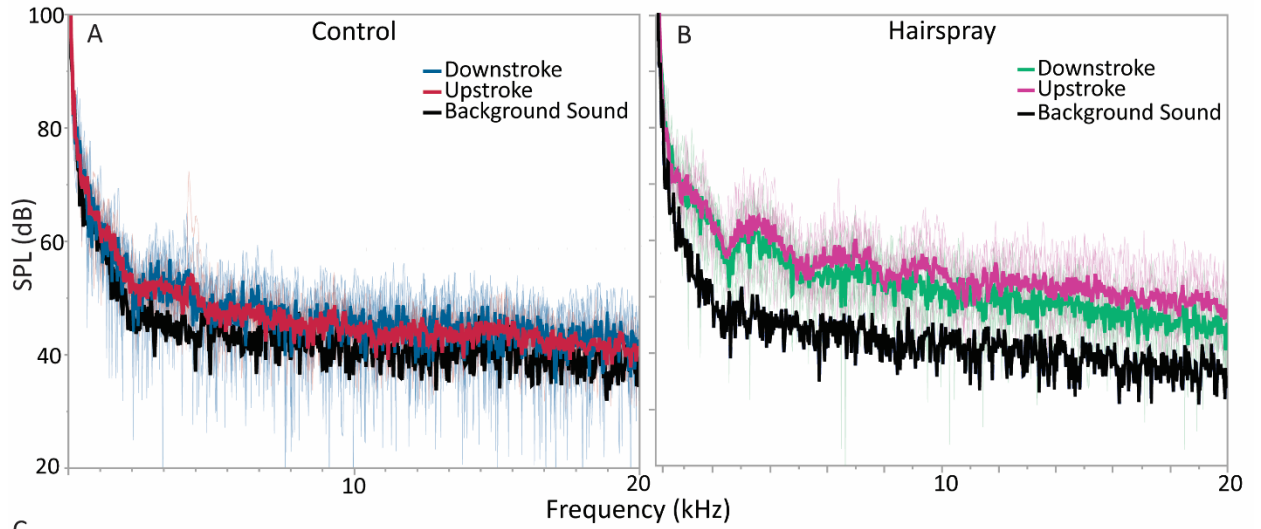 A
Control
Downstroke
Upstroke
Background Sound
B
Hairspray
Downstroke
Upstroke
Background Sound
SPL (dB)
100
80
60
40
20
10
20
10
20
Frequency (kHz)
C